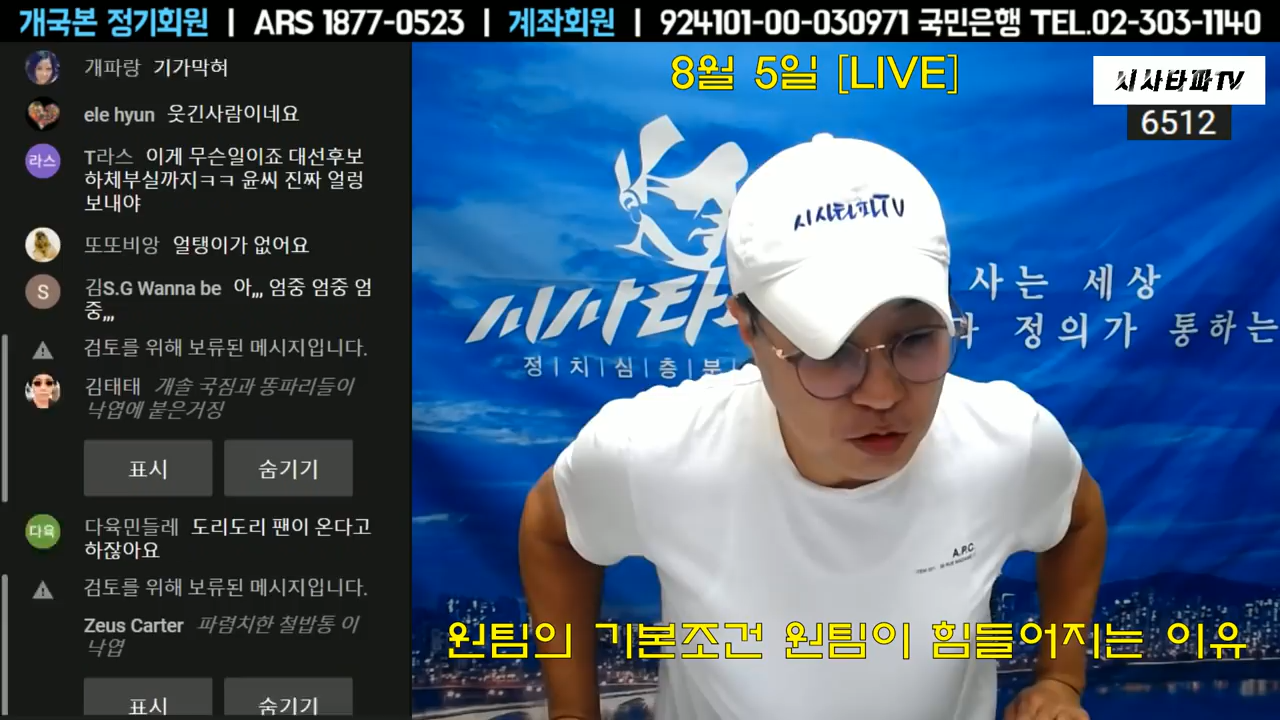 개국본 정기회원 | ARS 1877-0523 | 계좌회원 | 924101-00-030971 국민은행 TEL.02-303-1140
개파랑 기가막혀
ele hyun 웃긴사람이네요
라스
T라스 이게 무슨일이죠 대선후보
하체부실까지ㅋㅋ 윤씨 진짜 얼렁
보내야
또또비앙 얼탱이가 없어요
S
김S.G Wanna be 아,,, 엄중 엄중 엄
중,,,
검토를 위해 보류된 메시지입니다.
김태태 개솔 국짐과 똥파리들이
낙엽에 붙은거징
표시 숨기기
다육
다육민들레 도리도리 팬이 온다고
하잖아요
검토를 위해 보류된 메시지입니다.
Zeus Carter 파렴치한 철밥통 이
낙엽
표시 숨기기
8월 5일 [LIVE]
시사타파TV
6512
시사타파TV
시사타
정|치|심|층|분
사는 세상
정의가 통하는
A.P.C.
원팀의 기본조건 원팀이 힘들어지는 이유